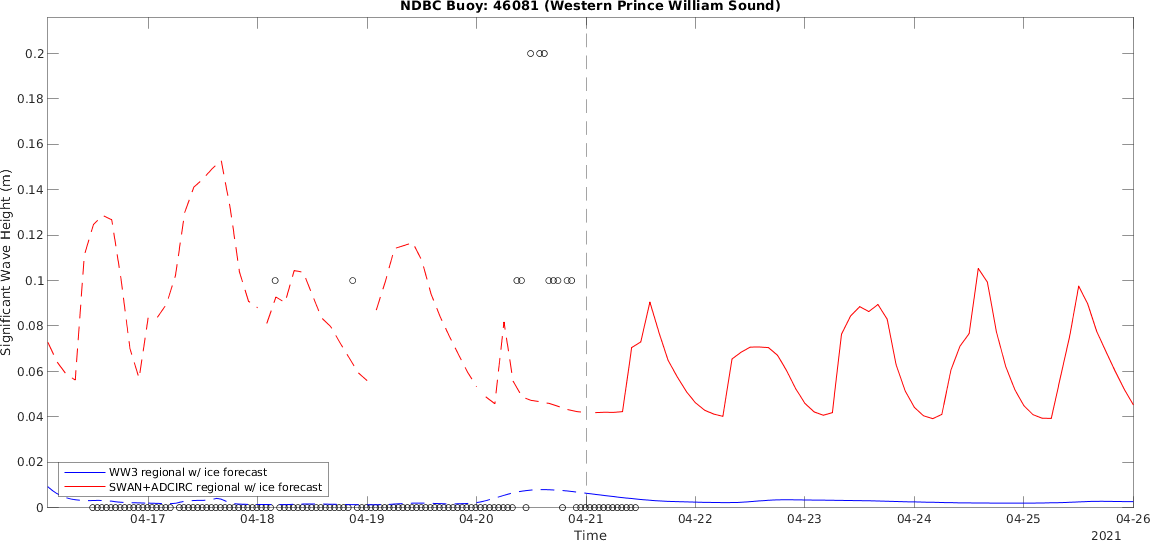 NDBC Buoy: 46081 (Western Prince William Sound)
Significant Wave Height (m)
0.2
0.18
0.16
0.14
0.12
0.1
0.08
0.06
0.04
0.02
0
WW3 regional w/ ice forecast
SWAN+ADCIRC regional w/ ice forecast
04-17 04-18 04-19 04-20 04-21 04-22 04-23 04-24 04-25 04-26
Time
2021